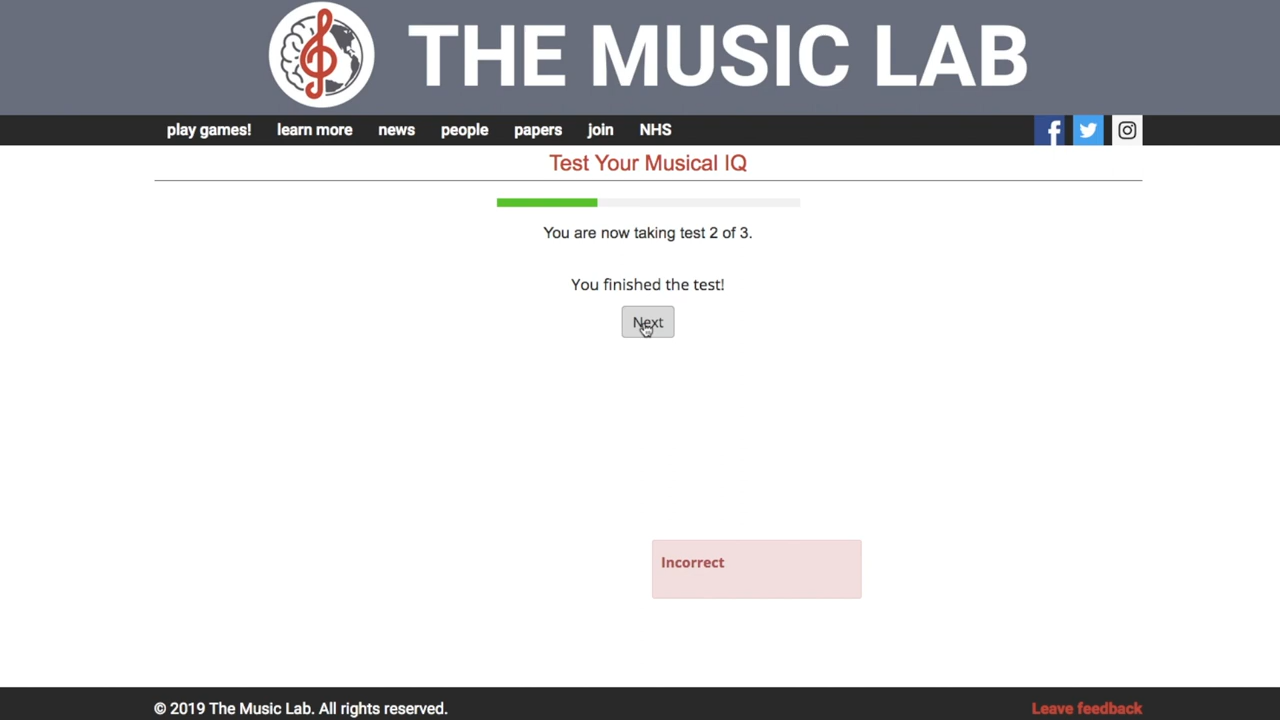 THE MUSIC LAB
play games! learn more news people papers join NHS
Test Your Musical IQ
You are now taking test 2 of 3.
You finished the test!
Next
Incorrect
© 2019 The Music Lab. All rights reserved. Leave feedback